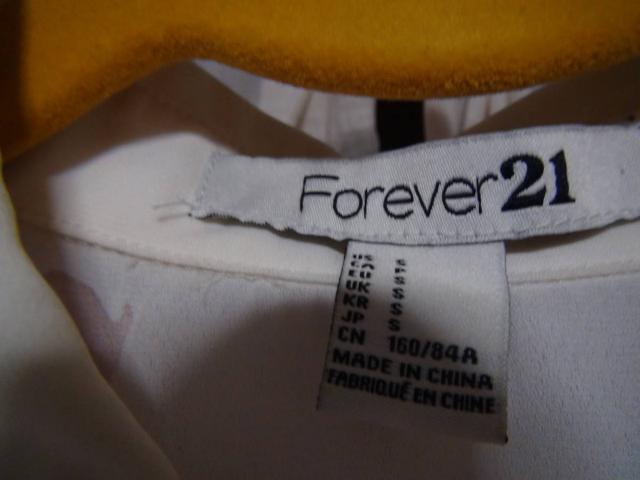 Forever21
UK S
KR S
JP S
CN 160/84A
MADE IN CHINA
FABRIQUÉ EN CHINE